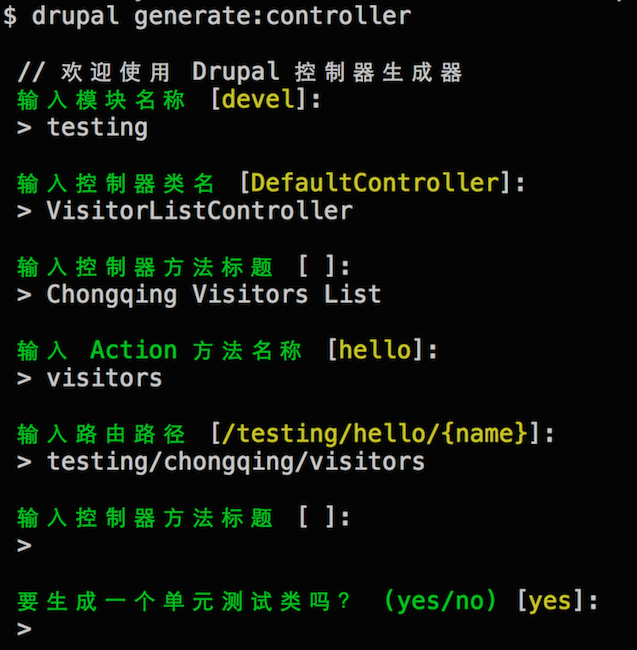 $ drupal generate:controller
// 欢迎使用 Drupal 控制器生成器
输入模块名称 [devel]:
> testing
输入控制器类名 [DefaultController]:
> VisitorListController
输入控制器方法标题 [ ]:
> Chongqing Visitors List
输入 Action 方法名称 [hello]:
> visitors
输入路由路径 [/testing/hello/{name}]:
> testing/chongqing/visitors
输入控制器方法标题 [ ]:
>
要生成一个单元测试类吗? (yes/no) [yes]:
>